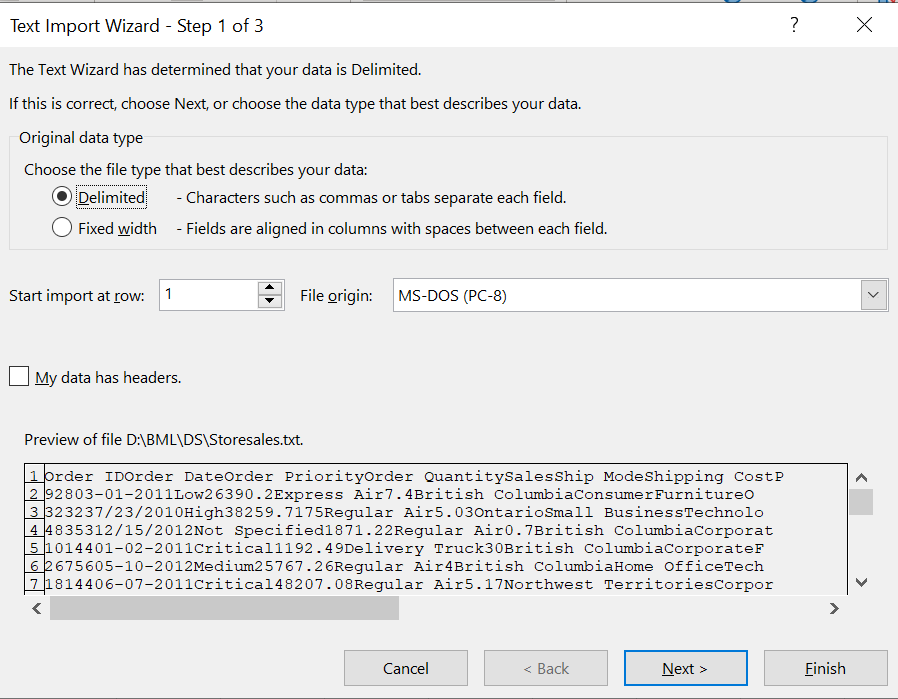 Text Import Wizard - Step 1 of 3 ?
The Text Wizard has determined that your data is Delimited.
If this is correct, choose Next, or choose the data type that best describes your data.
Original data type
Choose the file type that best describes your data:
Delimited - Characters such as commas or tabs separate each field.
Fixed width - Fields are aligned in columns with spaces between each field.
Start import at row: 1 File origin: MS-DOS (PC-8)
My data has headers.
Preview of file D:\BML\DS\Storesales.txt.
1 Order IDOrder DateOrder PriorityOrder QuantitySalesShip ModeShipping CostP
2 92803-01-2011Low26390.2Express Air7.4British ColumbiaConsumerFurnitureO
3 323237/23/2010High38259.7175Regular Air5.03OntarioSmall BusinessTechnolo
4 4835312/15/2012Not Specified1871.22Regular Air0.7British ColumbiaCorporat
5 1014401-02-2011Critical1192.49Delivery Truck30British ColumbiaCorporateF
6 2675605-10-2012Medium25767.26Regular Air4British ColumbiaHome OfficeTech
7 1814406-07-2011Critical48207.08Regular Air5.17Northwest TerritoriesCorpor
Cancel < Back Next > Finish